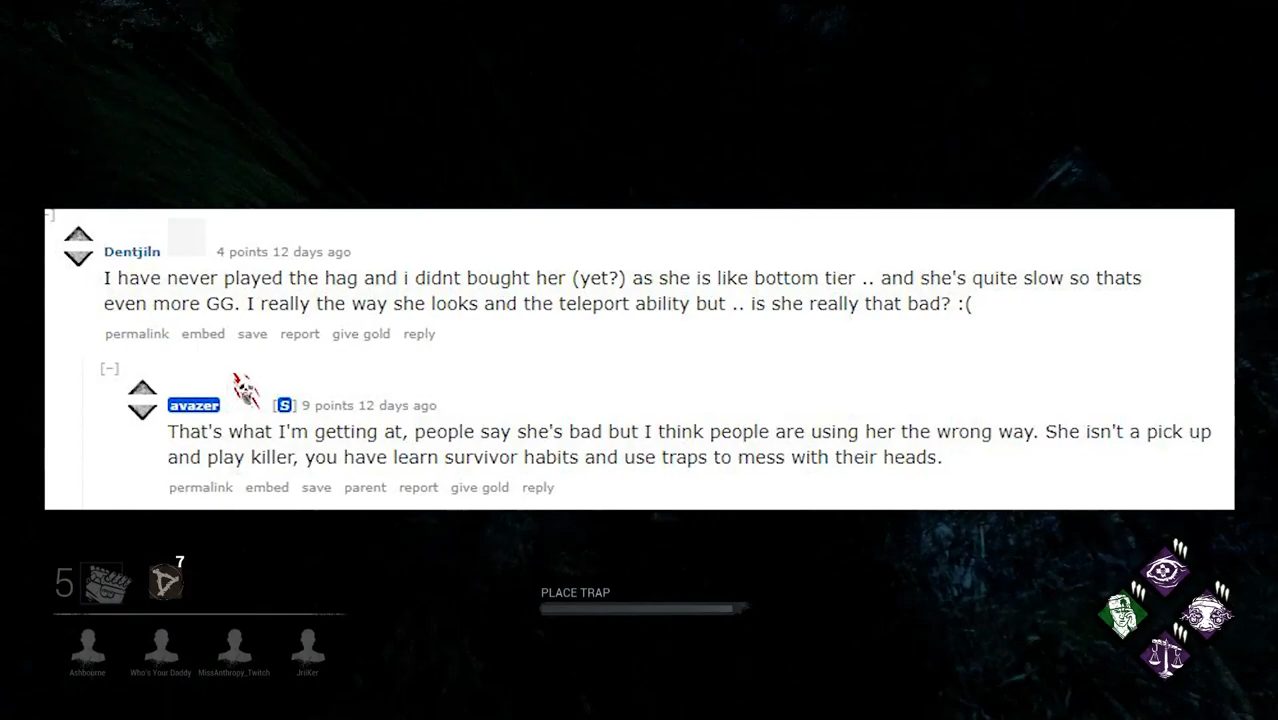 -]
Dentjiln 4 points 12 days ago
I have never played the hag and i didnt bought her (yet?) as she is like bottom tier .. and she's quite slow so thats
even more GG. I really the way she looks and the teleport ability but .. is she really that bad? :(
permalink embed save report give gold reply
[-]
avazer [S] 9 points 12 days ago
That's what I'm getting at, people say she's bad but I think people are using her the wrong way. She isn't a pick up
and play killer, you have learn survivor habits and use traps to mess with their heads.
permalink embed save parent report give gold reply
5 7
PLACE TRAP
Ashbourne Who's Your Daddy MissAnthropy_Twitch JriiKer